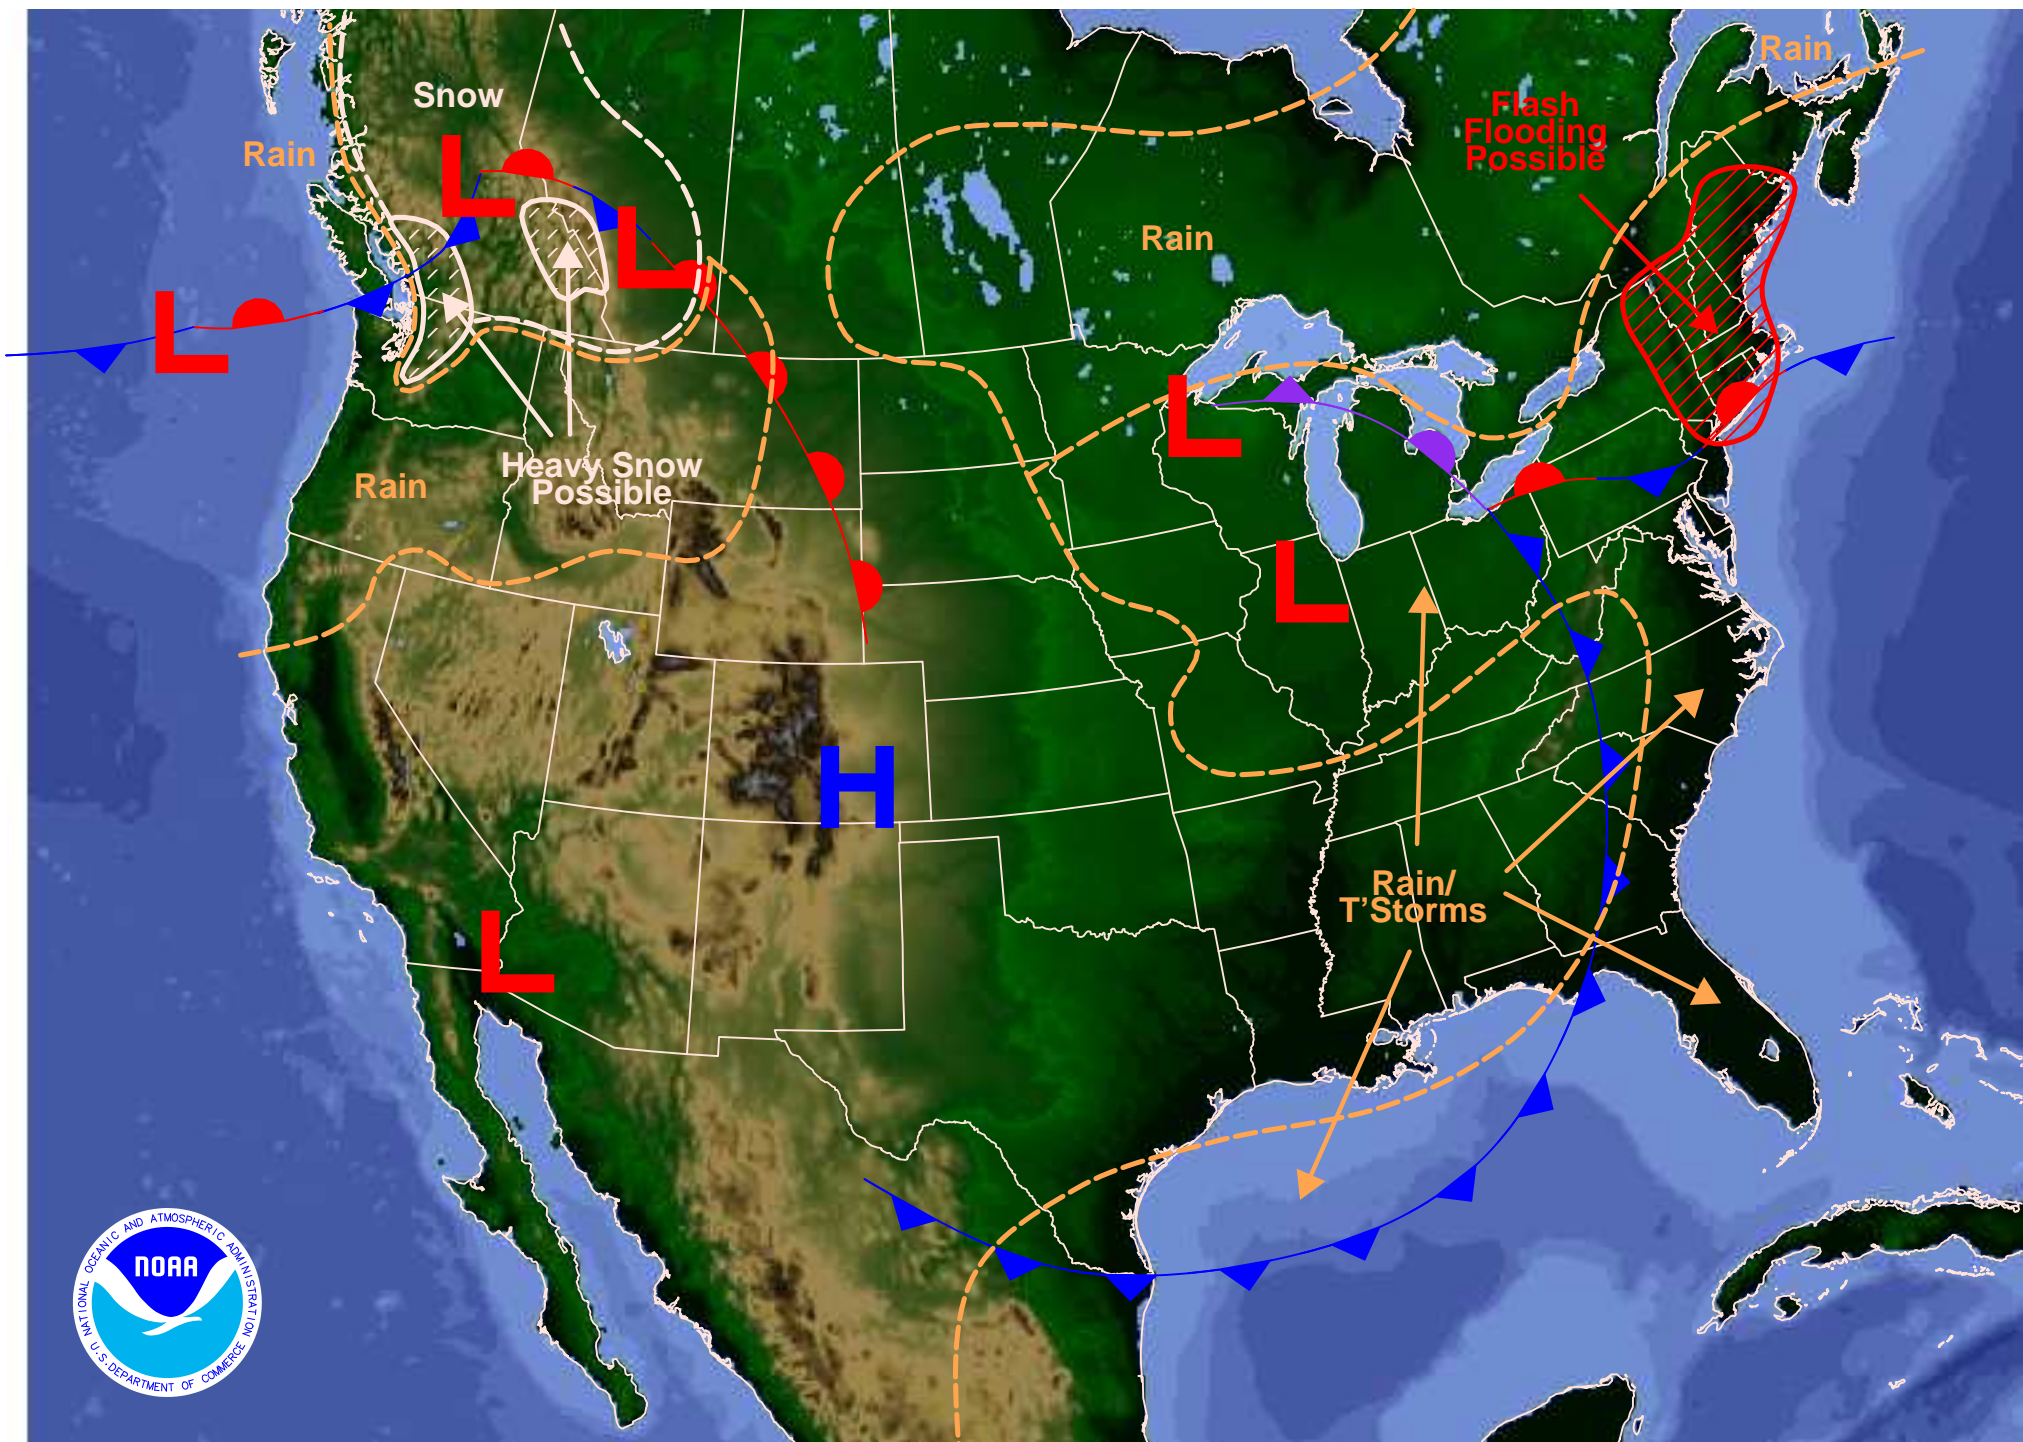 Rain
Flash
Flooding
Possible
Snow
Rain
L
L
Rain
L
L
Heavy Snow
Possible
Rain
L
H
Rain/
T’Storms
L
NOAA
NATIONAL OCEANIC AND ATMOSPHERIC ADMINISTRATION
U.S. DEPARTMENT OF COMMERCE